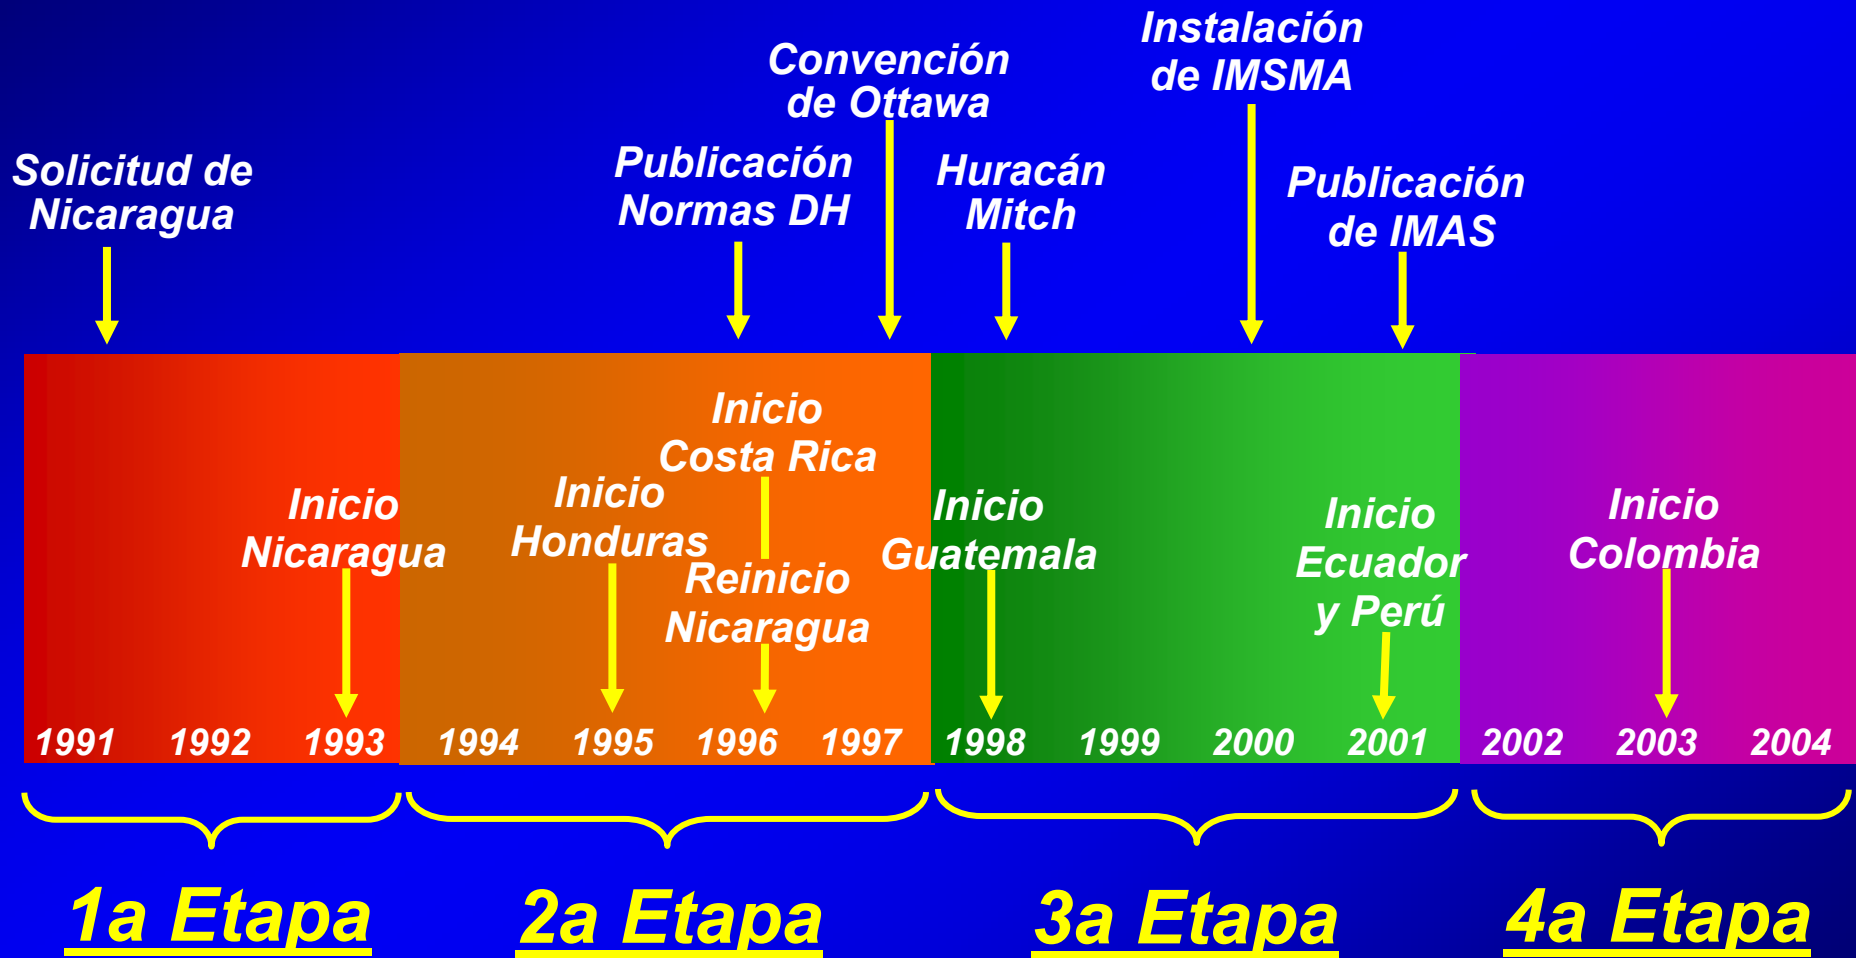 Solicitud de
Nicaragua
Publicación
Normas DH
Convención
de Ottawa
Huracán
Mitch
Instalación
de IMSMA
Publicación
de IMAS
Inicio
Nicaragua
Inicio
Honduras
Inicio
Costa Rica
Reinicio
Nicaragua
Inicio
Guatemala
Inicio
Ecuador
y Perú
Inicio
Colombia
1991 1992 1993 1994 1995 1996 1997 1998 1999 2000 2001 2002 2003 2004
1a Etapa 2a Etapa 3a Etapa 4a Etapa